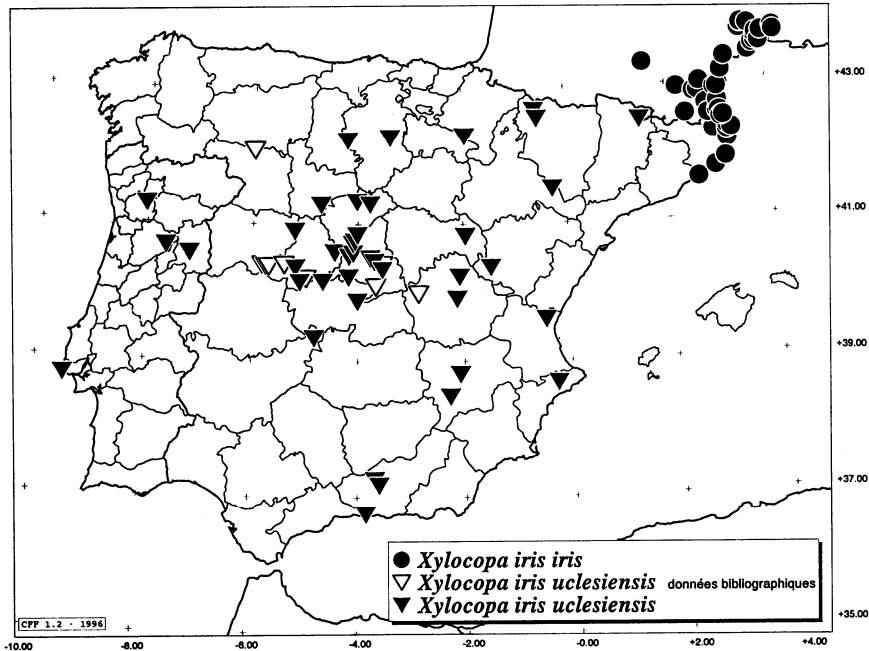 +43.00
+41.00
+39.00
+37.00
Xylocopa iris iris
Xylocopa iris uclesiensis données bibliographiques
Xylocopa iris uclesiensis
+35.00
CFF 1.2 - 1996
-10.00 -8.00 -6.00 -4.00 -2.00 -0.00 +2.00 +4.00